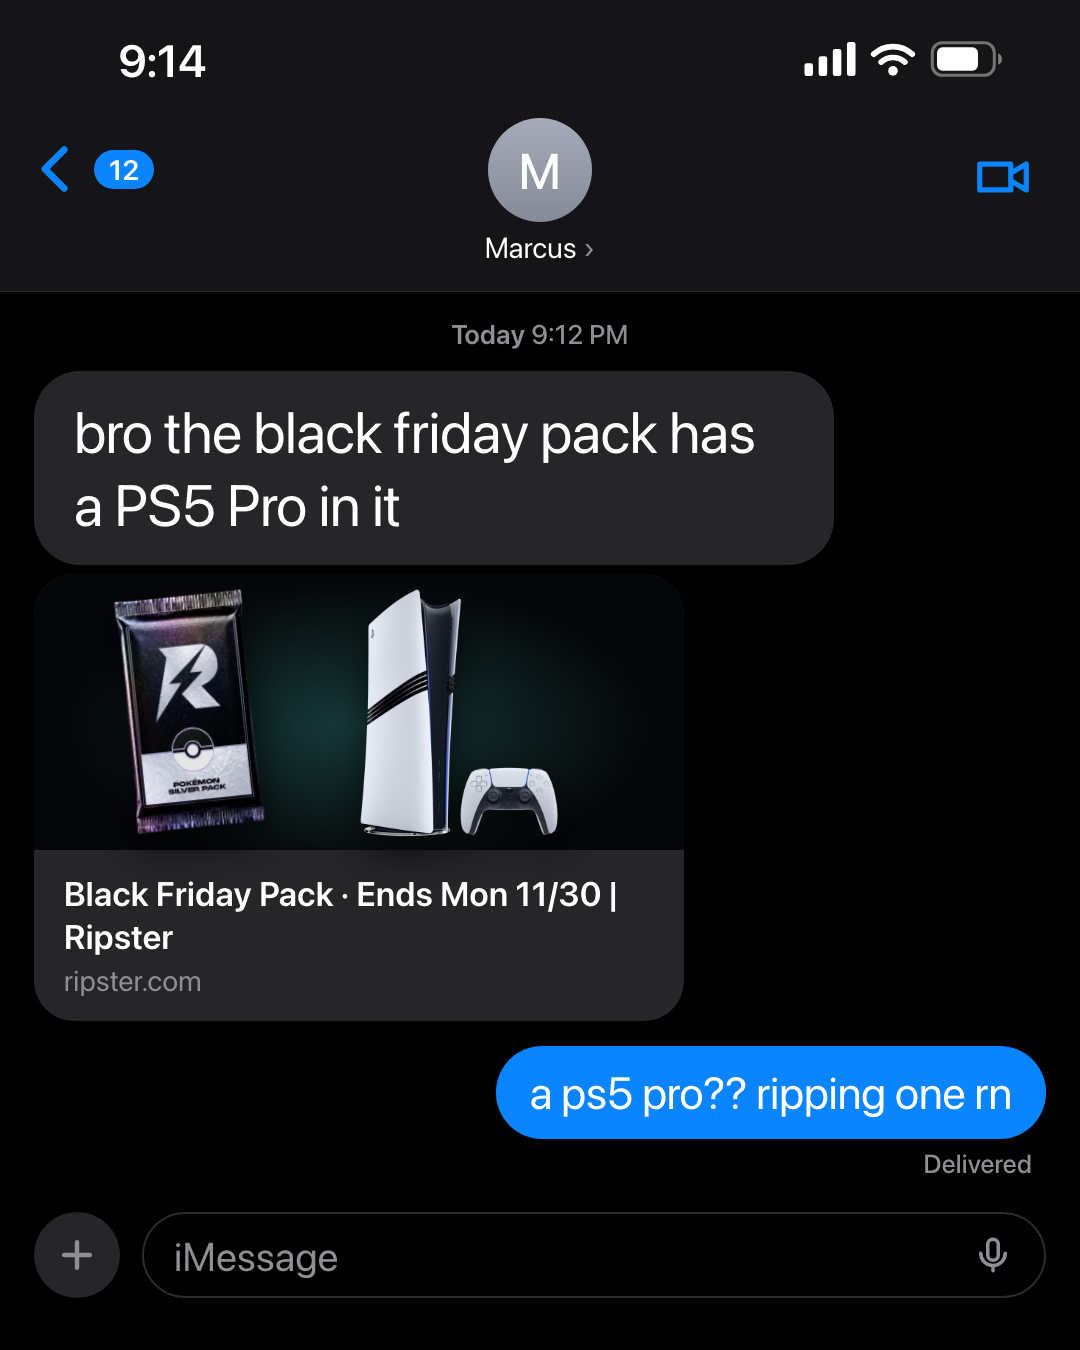 9:14
12
M
Marcus ›
Today 9:12 PM
bro the black friday pack has
a PS5 Pro in it
R
POKÉMON
SILVER PACK
Black Friday Pack · Ends Mon 11/30 |
Ripster
ripster.com
a ps5 pro?? ripping one rn
Delivered
iMessage